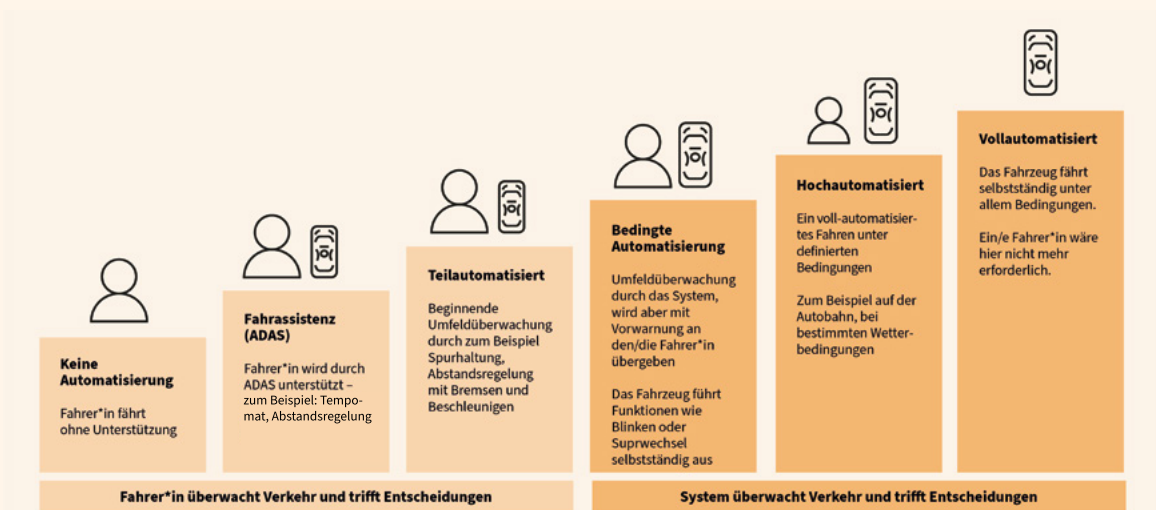 Keine
Automatisierung
Fahrer*in fährt
ohne Unterstützung
Fahrassistenz
(ADAS)
Fahrer*in wird durch
ADAS unterstützt –
zum Beispiel: Tempo-
mat, Abstandsregelung
Teilautomatisiert
Beginnende
Umfeldüberwachung
durch zum Beispiel
Spurhaltung,
Abstandsregelung
mit Bremsen und
Beschleunigen
Bedingte
Automatisierung
Umfeldüberwachung
durch das System,
wird aber mit
Vorwarnung an
den/die Fahrer*in
übergeben
Das Fahrzeug führt
Funktionen wie
Blinken oder
Suprwechsel
selbstständig aus
Hochautomatisiert
Ein voll-automatisier-
tes Fahren unter
definierten
Bedingungen
Zum Beispiel auf der
Autobahn, bei
bestimmten Wetter-
bedingungen
Vollautomatisiert
Das Fahrzeug fährt
selbstständig unter
allem Bedingungen.
Ein/e Fahrer*in wäre
hier nicht mehr
erforderlich.
Fahrer*in überwacht Verkehr und trifft Entscheidungen
System überwacht Verkehr und trifft Entscheidungen